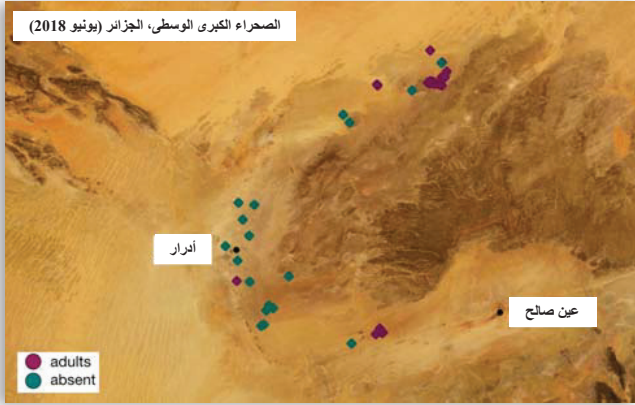 الصحراء الكبرى الوسطى، الجزائر (يونيو 2018)
أدرار
عين صالح
adults
absent